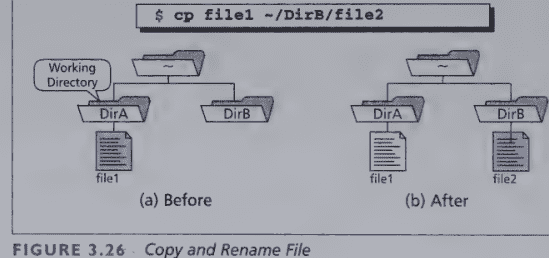 $ cp file1 ~/DirB/file2
Working
Directory
~
~
DirA
DirB
DirA
DirB
file1
file1
file2
(a) Before
(b) After
FIGURE 3.26 Copy and Rename File